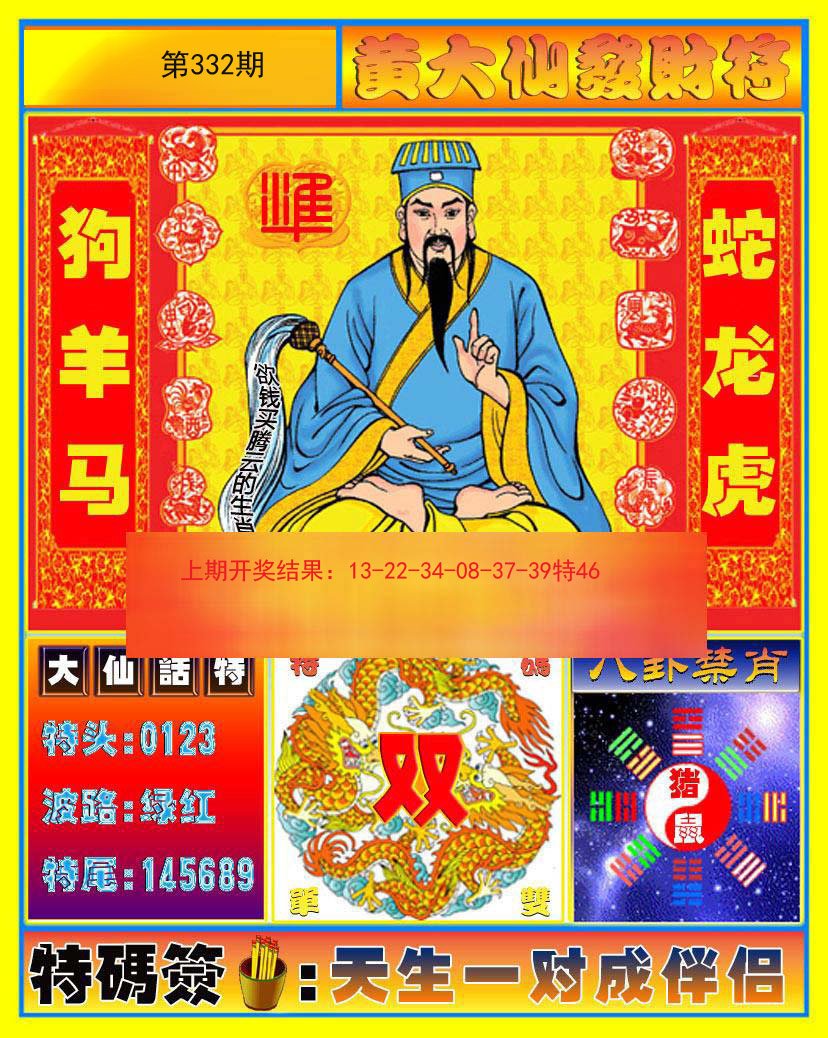 第332期
黄大仙發財符
狗羊马
蛇龙虎
欲钱买腾云的生肖
上期开奖结果：13-22-34-08-37-39特46
大仙話特
特头:0123
波路:绿红
特尾:145689
特碼
双
單雙
八卦禁肖
猪
鼠
特碼簽:天生一对成伴侣